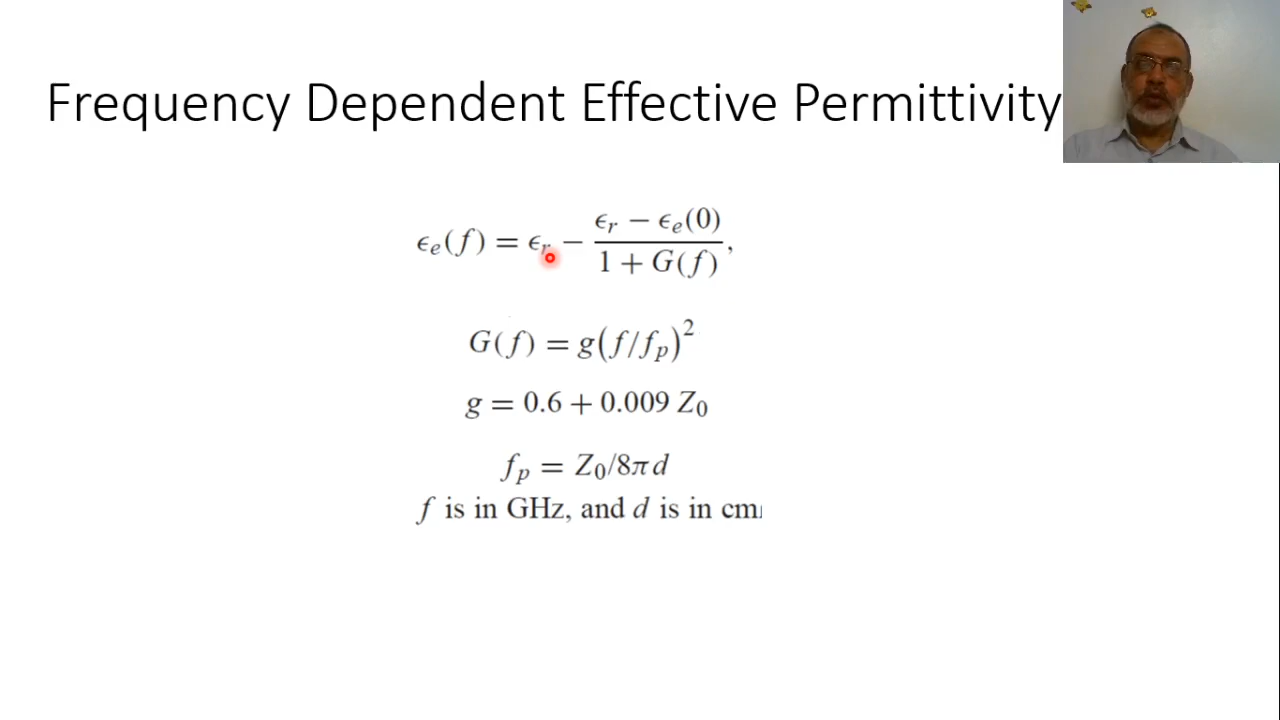 Frequency Dependent Effective Permittivity
ϵₑ(f) = ϵᵣ − (ϵᵣ − ϵₑ(0)) / (1 + G(f)),
G(f) = g(f/fₚ)²
g = 0.6 + 0.009 Z₀
fₚ = Z₀/8πd
f is in GHz, and d is in cm